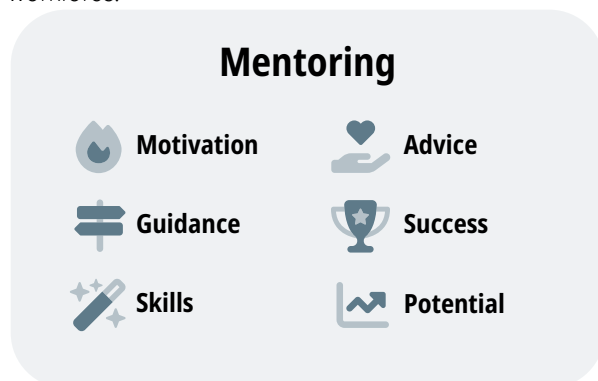 Mentoring
Motivation
Advice
Guidance
Success
Skills
Potential